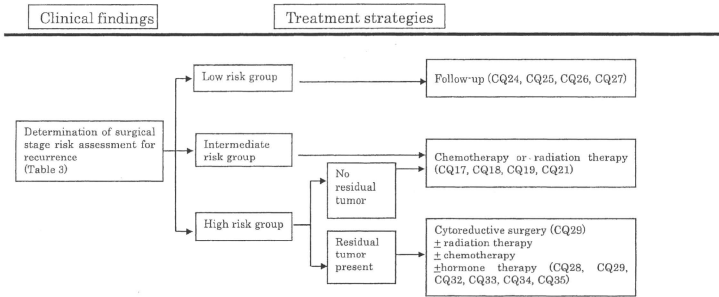 Clinical findings
Treatment strategies
Low risk group
Follow-up (CQ24, CQ25, CQ26, CQ27)
Determination of surgical
stage risk assessment for
recurrence
(Table 3)
Intermediate
risk group
Chemotherapy or radiation therapy
(CQ17, CQ18, CQ19, CQ21)
No
residual
tumor
High risk group
Residual
tumor
present
Cytoreductive surgery (CQ29)
± radiation therapy
± chemotherapy
±hormone therapy (CQ28, CQ29,
CQ32, CQ33, CQ34, CQ35)